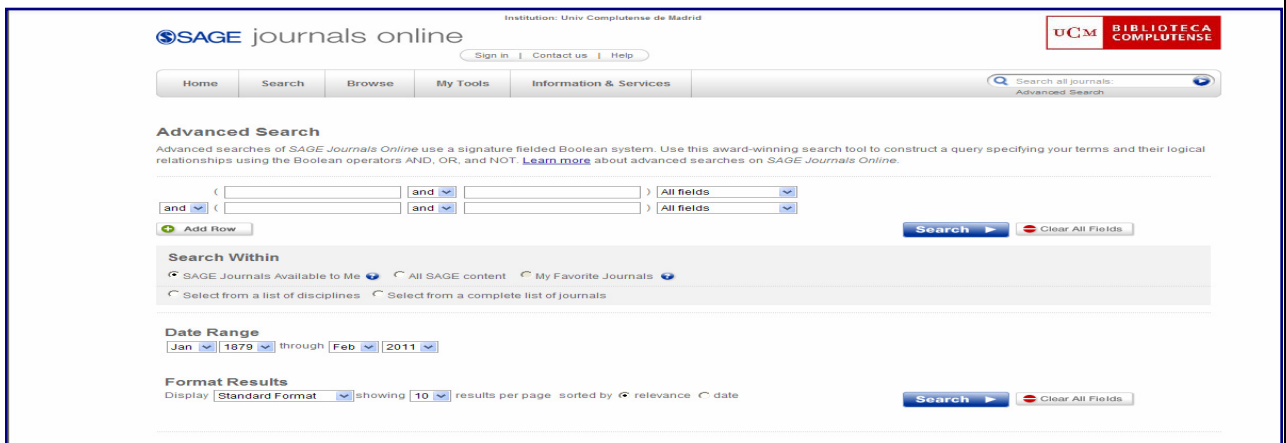 Institution: Univ Complutense de Madrid
SAGE journals online
UCM BIBLIOTECA COMPLUTENSE
Sign in | Contact us | Help
Home Search Browse My Tools Information & Services
Search all journals:
Advanced Search
Advanced Search
Advanced searches of SAGE Journals Online use a signature fielded Boolean system. Use this award-winning search tool to construct a query specifying your terms and their logical
relationships using the Boolean operators AND, OR, and NOT. Learn more about advanced searches on SAGE Journals Online.
( and ) All fields
and ( and ) All fields
Add Row Search Clear All Fields
Search Within
SAGE Journals Available to Me ? All SAGE content My Favorite Journals ?
Select from a list of disciplines Select from a complete list of journals
Date Range
Jan 1879 through Feb 2011
Format Results
Display Standard Format showing 10 results per page sorted by relevance date Search Clear All Fields